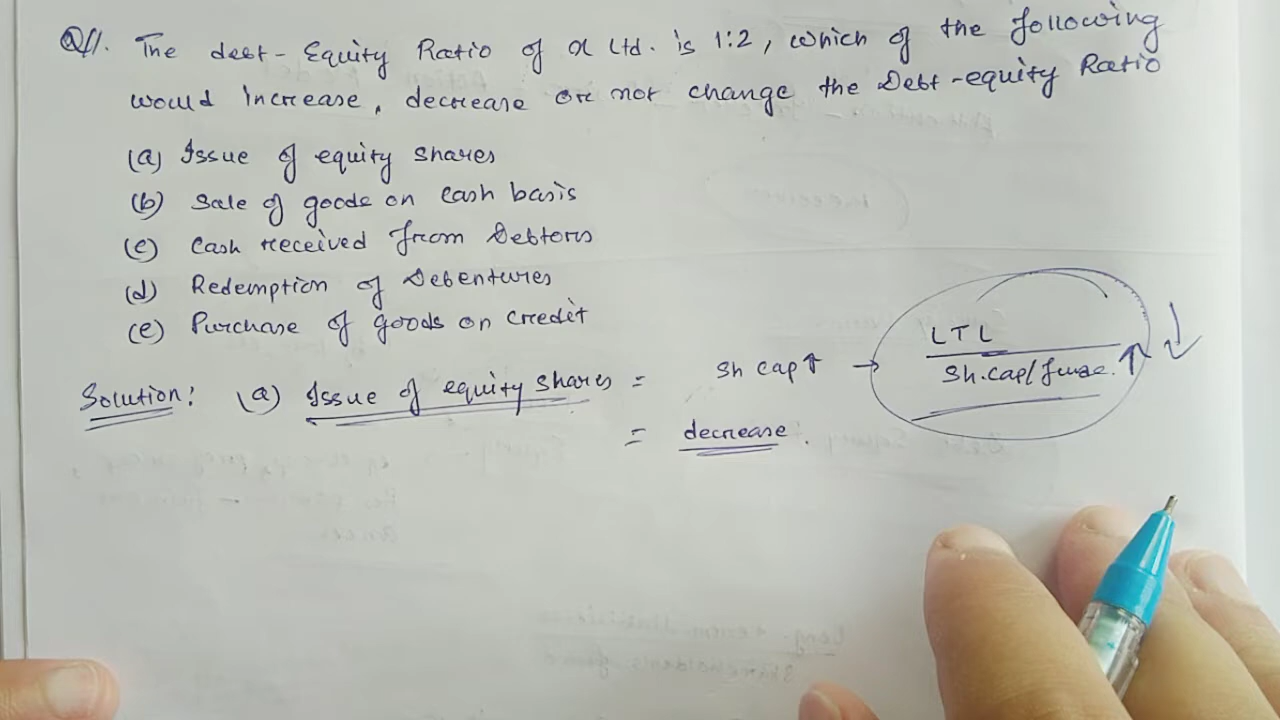 Q11. The debt-Equity Ratio of x Ltd. is 1:2, which of the following
would increase, decrease or not change the Debt-equity Ratio
(a) Issue of equity shares
(b) Sale of goods on cash basis
(c) Cash received from Debtors
(d) Redemption of Debentures
(e) Purchase of goods on credit
Solution: (a) Issue of equity shares = Sh cap↑ →
LTL
Sh.cap/ ↑ ↓
= decrease.